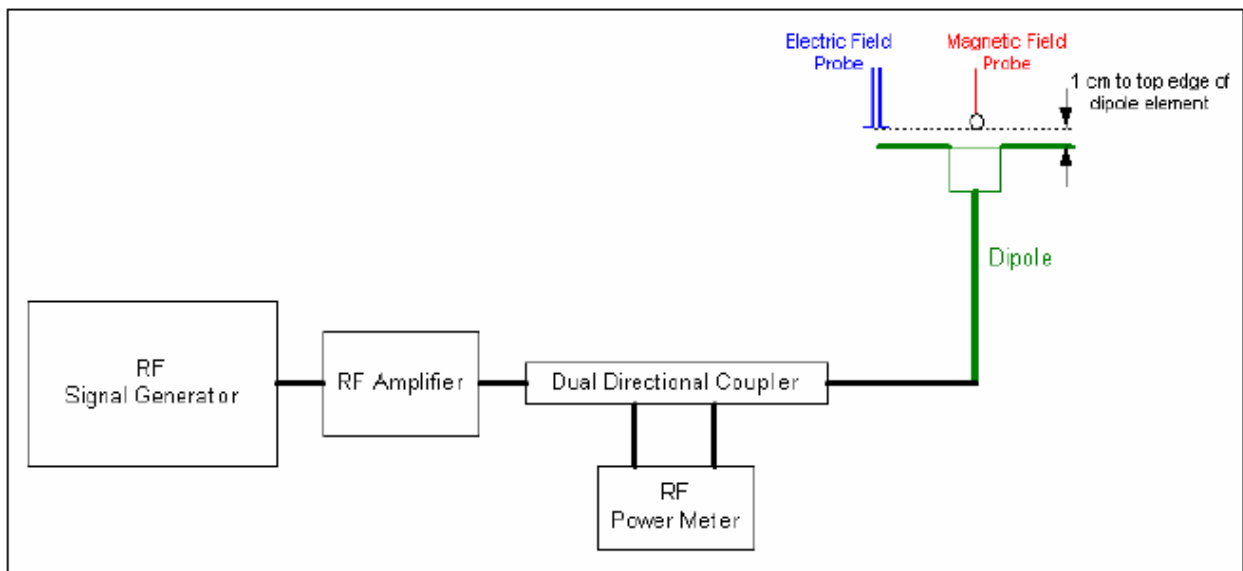 Electric Field
Probe
Magnetic Field
Probe
1 cm to top edge of
dipole element
Dipole
RF
Signal Generator
RF Amplifier
Dual Directional Coupler
RF
Power Meter